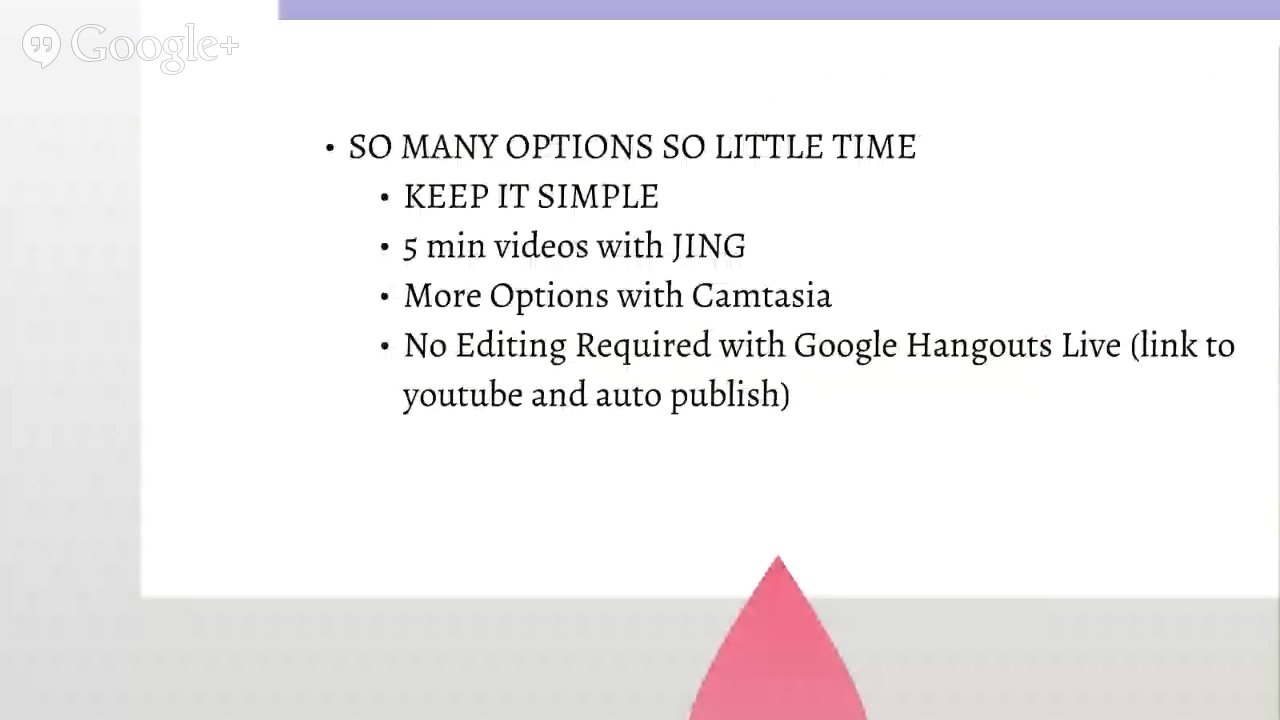 Google+
• SO MANY OPTIONS SO LITTLE TIME
• KEEP IT SIMPLE
• 5 min videos with JING
• More Options with Camtasia
• No Editing Required with Google Hangouts Live (link to
youtube and auto publish)